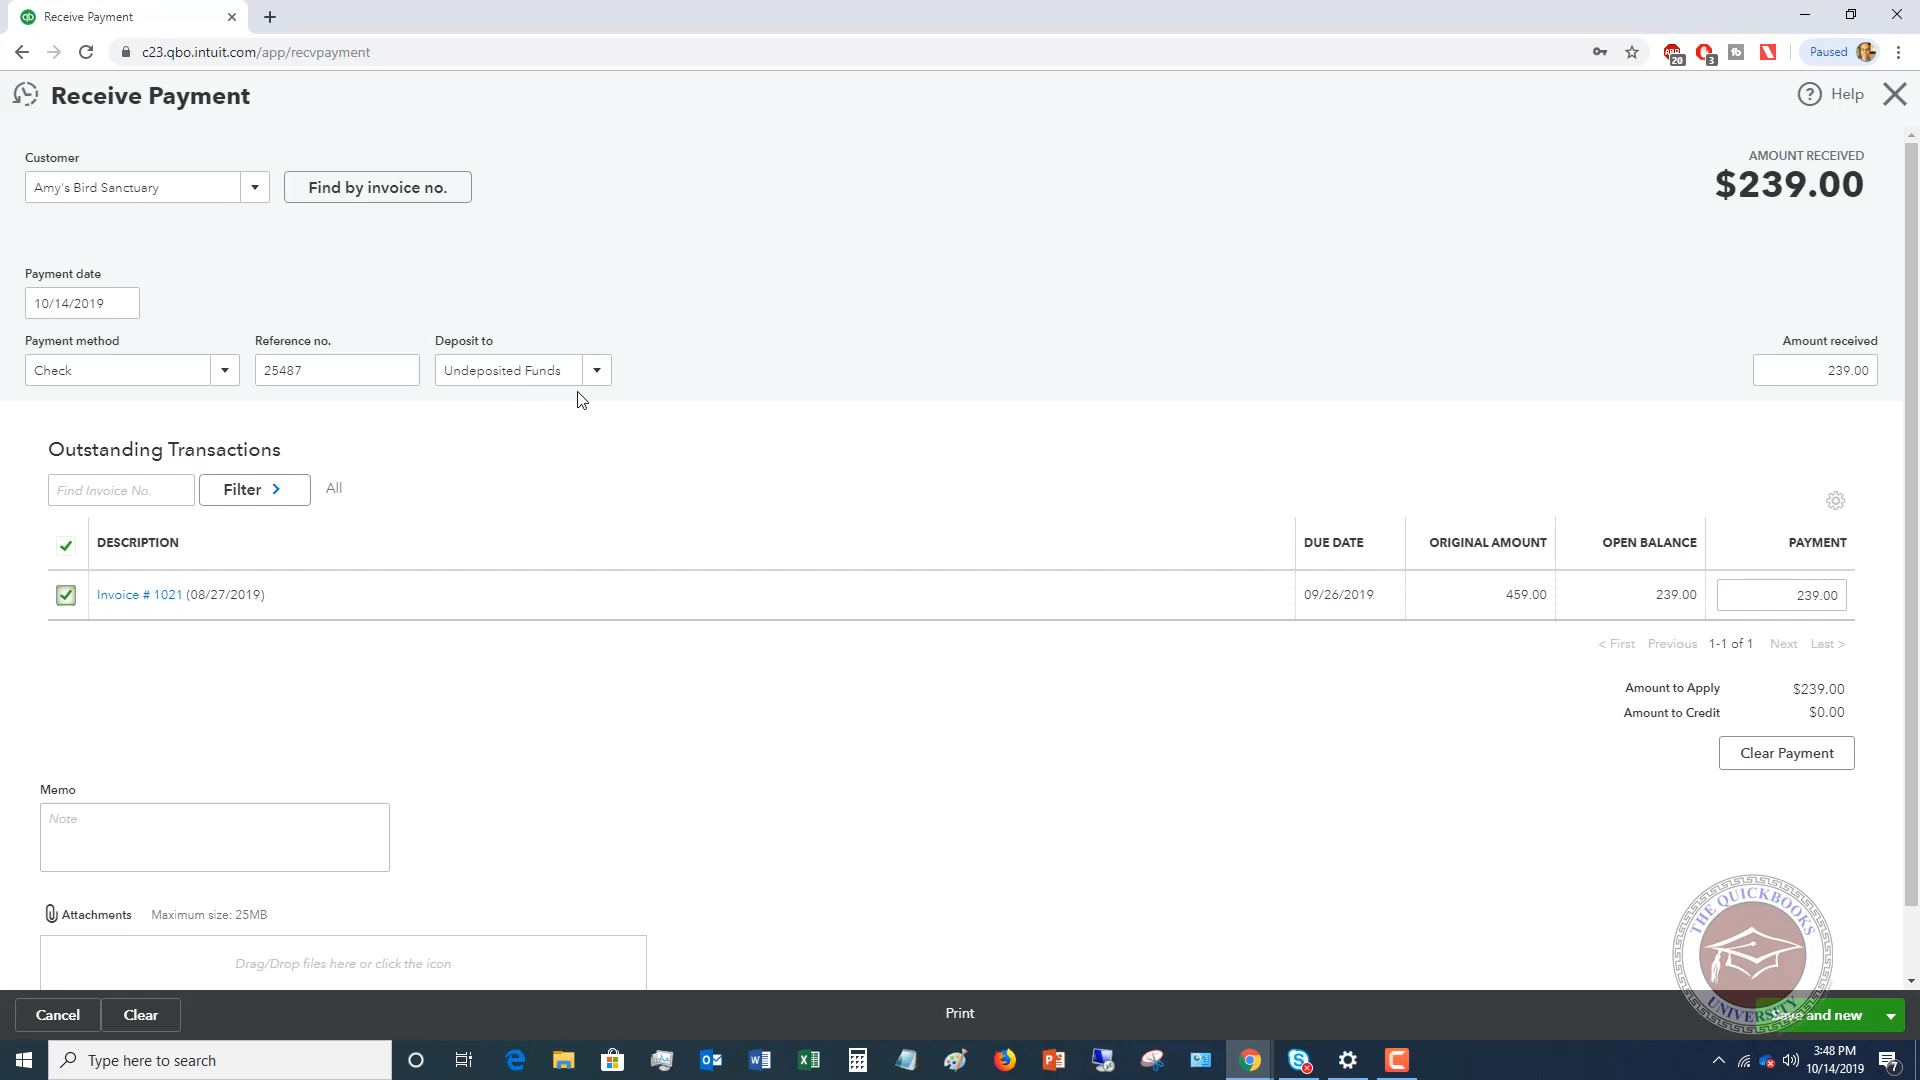 Receive Payment
c23.qbo.intuit.com/app/recvpayment
20
3
Paused
Receive Payment
? Help
Customer
Amy's Bird Sanctuary
Find by invoice no.
AMOUNT RECEIVED
$239.00
Payment date
10/14/2019
Payment method
Reference no.
Deposit to
Amount received
Check
25487
Undeposited Funds
239.00
Outstanding Transactions
Find Invoice No.
Filter >
All
DESCRIPTION
DUE DATE
ORIGINAL AMOUNT
OPEN BALANCE
PAYMENT
Invoice # 1021 (08/27/2019)
09/26/2019
459.00
239.00
239.00
< First Previous 1-1 of 1 Next Last >
Amount to Apply $239.00
Amount to Credit $0.00
Clear Payment
Memo
Note
Attachments Maximum size: 25MB
Drag/Drop files here or click the icon
THE QUICKBOOKS UNIVERSITY
Cancel
Clear
Print
Save and new
Type here to search
3:48 PM
10/14/2019
7